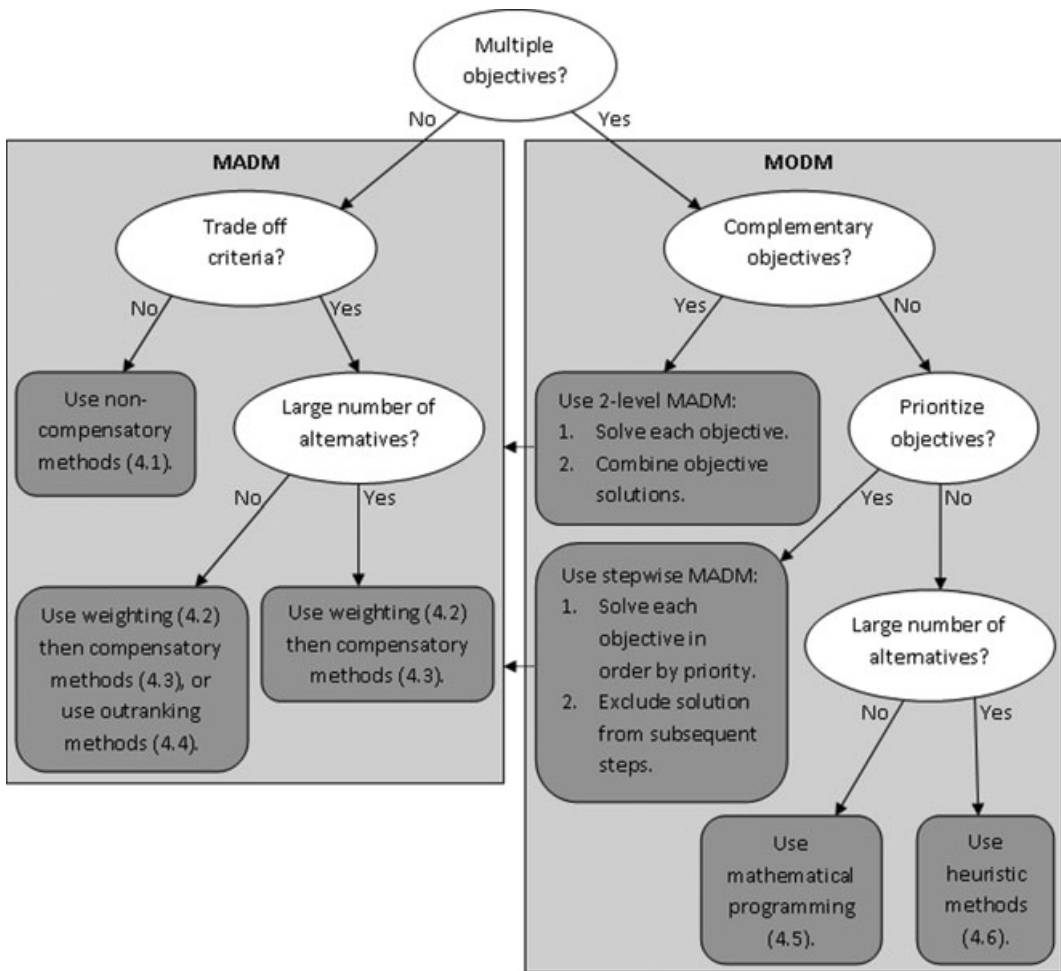 Multiple
objectives?
No
Yes
MADM
Trade off
criteria?
No
Yes
Use non-
compensatory
methods (4.1).
Large number of
alternatives?
No
Yes
Use weighting (4.2)
then compensatory
methods (4.3), or
use outranking
methods (4.4).
Use weighting (4.2)
then compensatory
methods (4.3).
MODM
Complementary
objectives?
Yes
No
Use 2-level MADM:
1. Solve each objective.
2. Combine objective
solutions.
Prioritize
objectives?
Yes
No
Use stepwise MADM:
1. Solve each
objective in
order by priority.
2. Exclude solution
from subsequent
steps.
Large number of
alternatives?
No
Yes
Use
mathematical
programming
(4.5).
Use
heuristic
methods
(4.6).